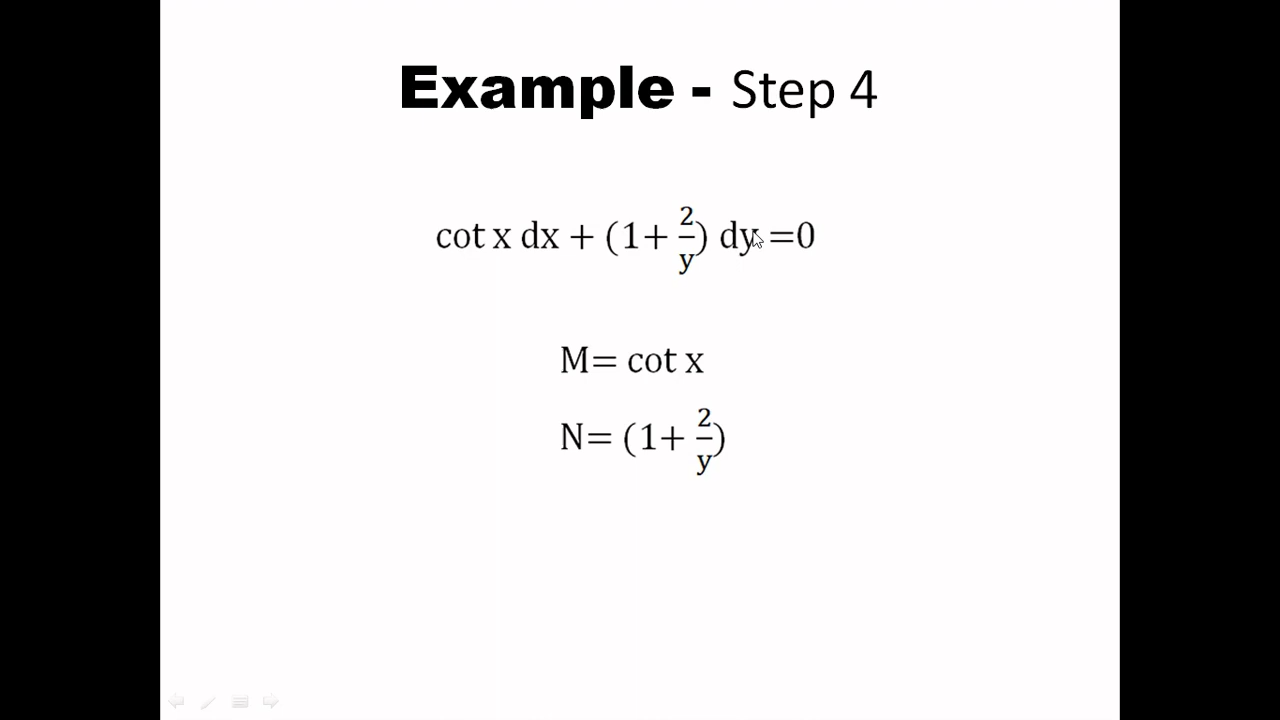 Example - Step 4
cot x dx + (1+ 2/y) dy =0
M= cot x
N= (1+ 2/y)